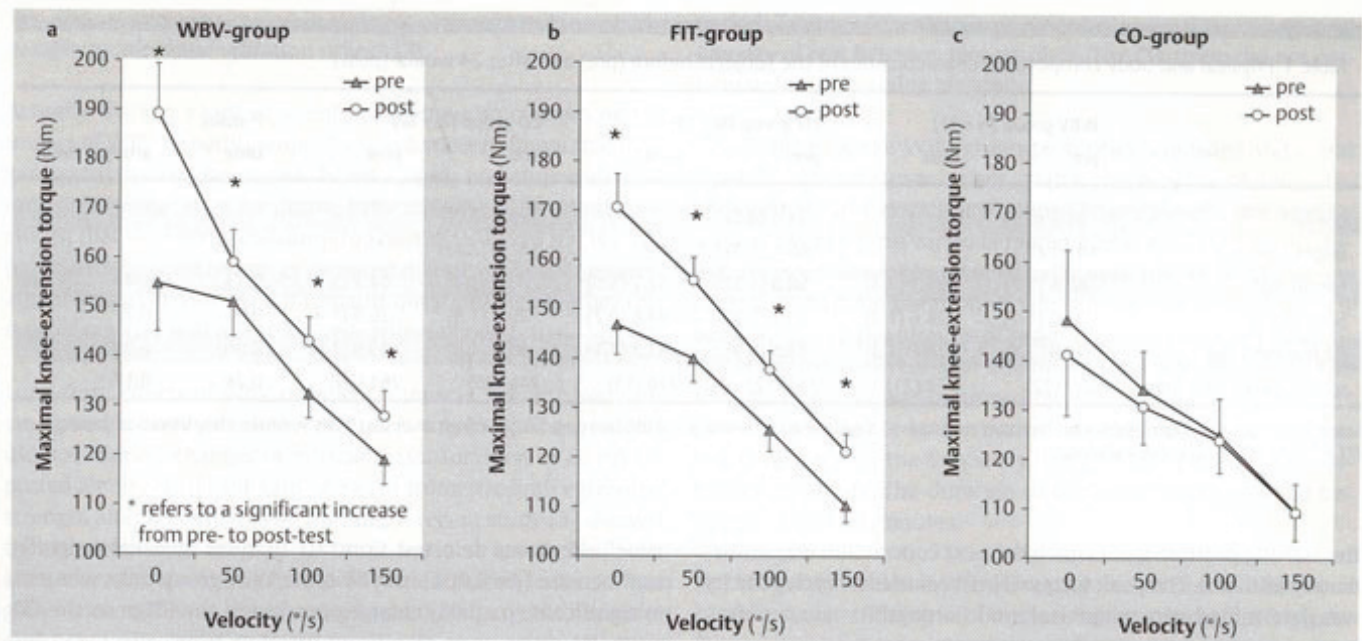 a WBV-group
200
190
180
170
160
150
140
130
120
110
100
Maximal knee-extension torque (Nm)
pre
post
*
*
*
*
* refers to a significant increase
from pre- to post-test
0 50 100 150
Velocity (°/s)
b FIT-group
200
190
180
170
160
150
140
130
120
110
100
Maximal knee-extension torque (Nm)
pre
post
*
*
*
*
0 50 100 150
Velocity (°/s)
c CO-group
200
190
180
170
160
150
140
130
120
110
100
Maximal knee-extension torque (Nm)
pre
post
0 50 100 150
Velocity (°/s)